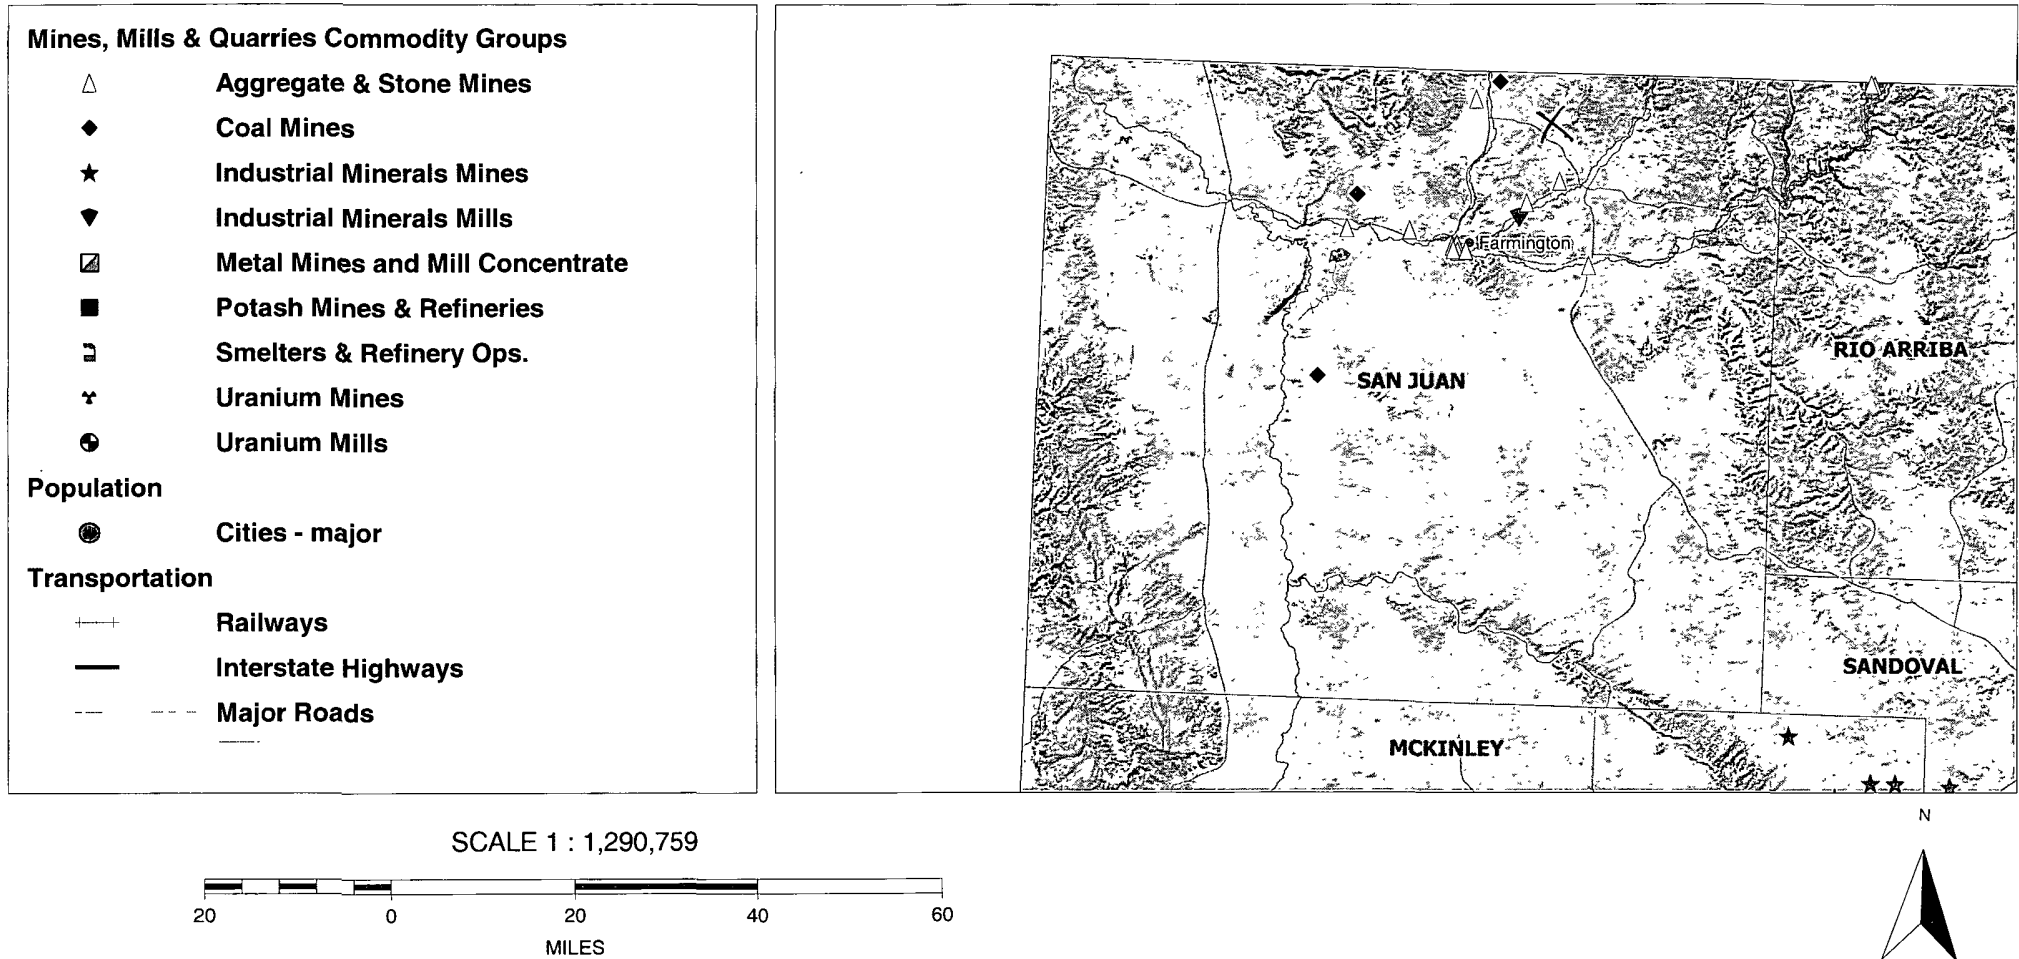 Mines, Mills & Quarries Commodity Groups
Aggregate & Stone Mines
Coal Mines
Industrial Minerals Mines
Industrial Minerals Mills
Metal Mines and Mill Concentrate
Potash Mines & Refineries
Smelters & Refinery Ops.
Uranium Mines
Uranium Mills
Population
Cities - major
Transportation
Railways
Interstate Highways
Major Roads
Farmington
RIO ARRIBA
SAN JUAN
SANDOVAL
MCKINLEY
SCALE 1 : 1,290,759
20 0 20 40 60
MILES
N